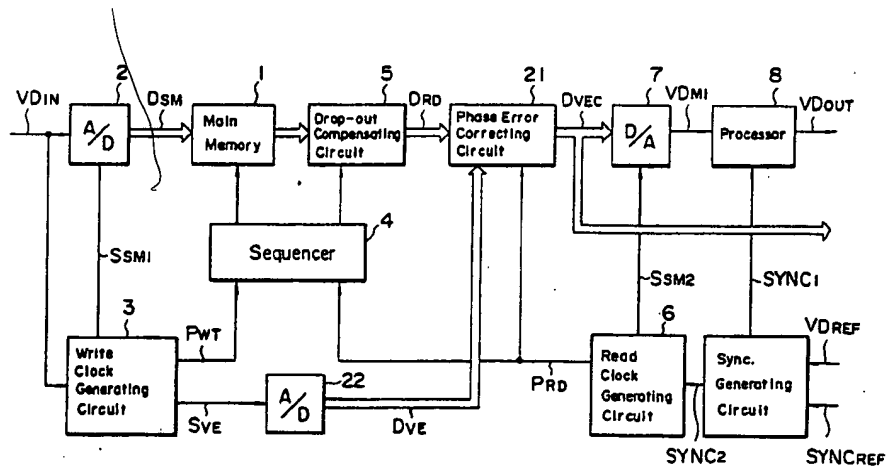 2
1
5
21
7
8
VDIN
DSM
DRD
DVEC
VDMI
VDOUT
A/D
Main
Memory
Drop-out
Compensating
Circuit
Phase Error
Correcting
Circuit
D/A
Processor
4
Sequencer
SSM1
SSM2
SYNC1
3
PWT
6
VDREF
Write
Clock
Generating
Circuit
22
A/D
PRD
Read
Clock
Generating
Circuit
Sync.
Generating
Circuit
SVE
DVE
SYNC2
SYNCREF